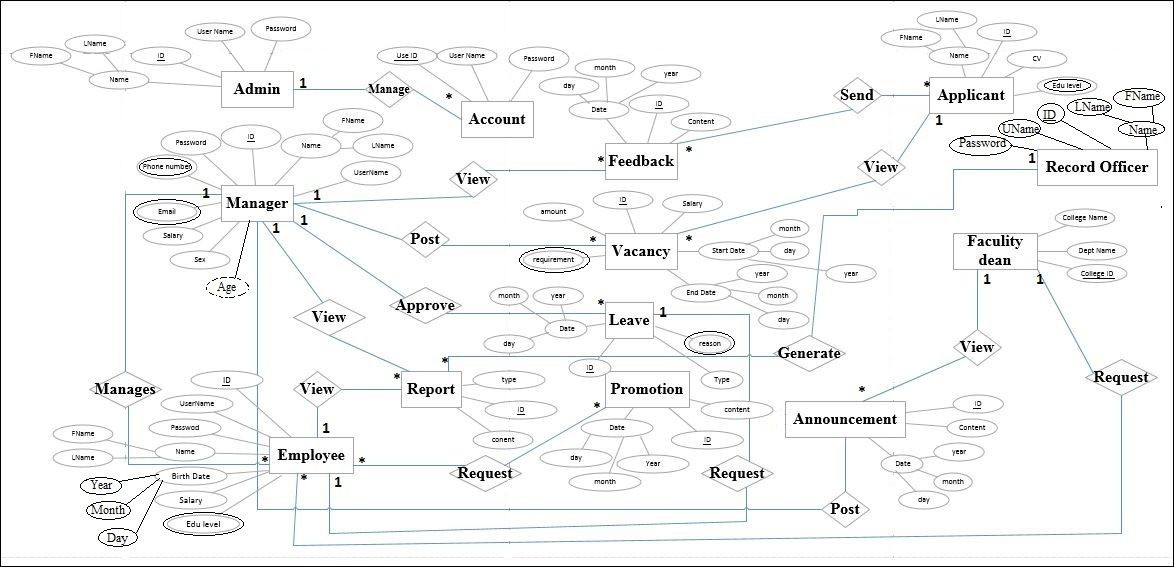 LName
User Name
Password
FName
ID
Name
Admin
1
Manage
*
Use ID
User Name
Password
Account
month
year
day
Date
ID
Content
Feedback
*
*
Send
*
LName
ID
FName
Name
CV
Edu level
Applicant
1
FName
LName
ID
Name
UName
Password
1
Record Officer
View
FName
ID
Password
Name
LName
Phone number
UserName
1
Manager
1
1
1
Email
Salary
Sex
Age
View
Post
ID
Salary
amount
*
Vacancy
*
requirement
Start Date
month
day
year
End Date
year
month
day
College Name
Faculity
dean
Dept Name
College ID
1
1
Approve
month
year
Date
day
*
Leave
1
reason
ID
Type
View
Generate
View
Request
Manages
View
*
*
Report
type
ID
conent
Promotion
*
content
Date
ID
day
Year
month
*
Announcement
ID
Content
year
Date
month
day
ID
UserName
Passwod
FName
Name
LName
1
Employee
*
*
*
1
Birth Date
Year
Month
Day
Salary
Edu level
Request
Request
Post